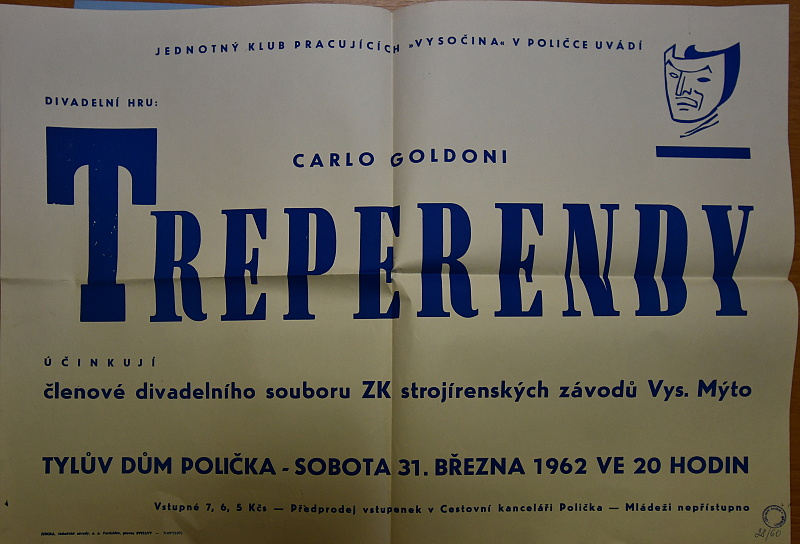 JEDNOTNÝ KLUB PRACUJÍCÍCH „VYSOČINA“ V POLIČCE UVÁDÍ
DIVADELNÍ HRU:
CARLO GOLDONI
TREPERENDY
ÚČINKUJÍ
členové divadelního souboru ZK strojírenských závodů Vys. Mýto
TYLŮV DŮM POLIČKA - SOBOTA 31. BŘEZNA 1962 VE 20 HODIN
Vstupné 7, 6, 5 Kčs — Předprodej vstupenek v Cestovní kanceláři Polička — Mládeži nepřístupno